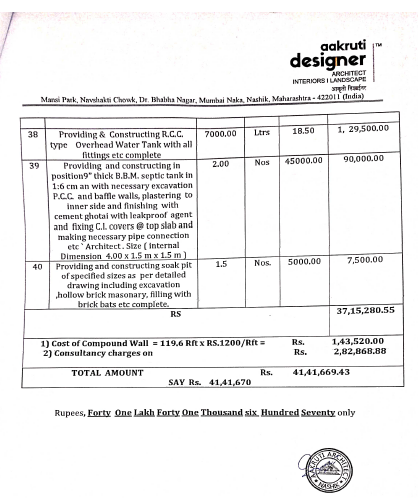 aakruti TM
designer
ARCHITECT
INTERIORS I LANDSCAPE
आकृती डिझाईनर
Mansi Park, Navshakti Chowk, Dr. Bhabha Nagar, Mumbai Naka, Nashik, Maharashtra - 422011 (India)
38 Providing & Constructing R.C.C. 7000.00 Ltrs 18.50 1, 29,500.00
type Overhead Water Tank with all
fittings etc complete
39 Providing and constructing in 2.00 Nos 45000.00 90,000.00
position9" thick B.B.M. septic tank in
1:6 cm an with necessary excavation
P.C.C. and baffle walls, plastering to
inner side and finishing with
cement ghotai with leakproof agent
and fixing C.I. covers @ top slab and
making necessary pipe connection
etc ` Architect . Size ( internal
Dimension 4.00 x 1.5 m x 1.5 m )
40 Providing and constructing soak pit 1.5 Nos. 5000.00 7,500.00
of specified sizes as per detailed
drawing including excavation
,hollow brick masonary, filling with
brick bats etc complete.
RS 37,15,280.55
1) Cost of Compound Wall = 119.6 Rft x RS.1200/Rft = Rs. 1,43,520.00
2) Consultancy charges on Rs. 2,82,868.88
TOTAL AMOUNT Rs. 41,41,669.43
SAY Rs. 41,41,670
Rupees, Forty One Lakh Forty One Thousand six Hundred Seventy only
AAKRUTI ARCHITECT
NASHIK